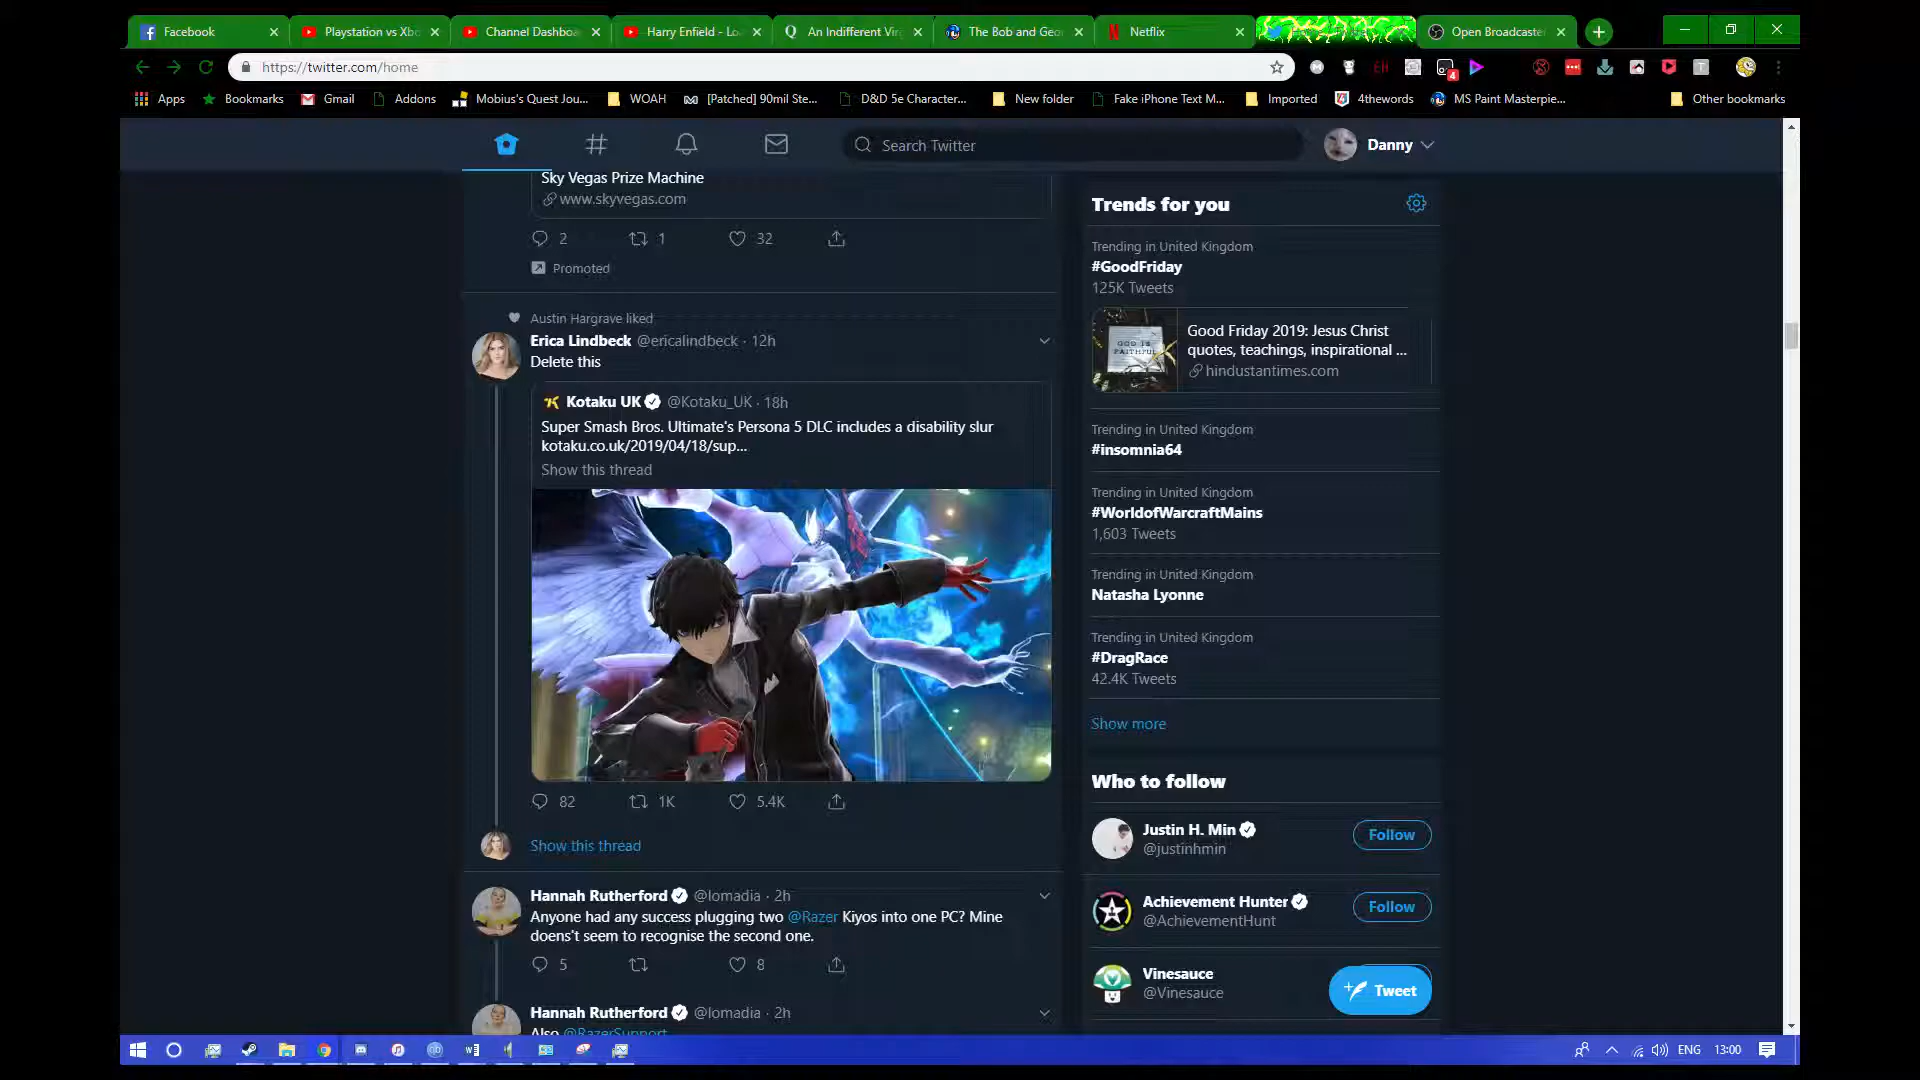 Facebook
Playstation vs Xbo
Channel Dashboa
Harry Enfield - Lo
An Indifferent Vir
The Bob and Geor
Netflix
Open Broadcaster
https://twitter.com/home
Apps
Bookmarks
Gmail
Addons
Mobius's Quest Jou...
WOAH
[Patched] 90mil Ste...
D&D 5e Character...
New folder
Fake iPhone Text M...
Imported
4thewords
MS Paint Masterpie...
Other bookmarks
Search Twitter
Danny
Sky Vegas Prize Machine
www.skyvegas.com
2
1
32
Promoted
Austin Hargrave liked
Erica Lindbeck @ericalindbeck · 12h
Delete this
Kotaku UK @Kotaku_UK · 18h
Super Smash Bros. Ultimate's Persona 5 DLC includes a disability slur
kotaku.co.uk/2019/04/18/sup...
Show this thread
82
1K
5.4K
Show this thread
Hannah Rutherford @lomadia · 2h
Anyone had any success plugging two @Razer Kiyos into one PC? Mine
doens't seem to recognise the second one.
5
8
Hannah Rutherford @lomadia · 2h
Also @RazerSupport
Trends for you
Trending in United Kingdom
#GoodFriday
125K Tweets
GOD IS
FAITHFUL
Good Friday 2019: Jesus Christ
quotes, teachings, inspirational ...
hindustantimes.com
Trending in United Kingdom
#insomnia64
Trending in United Kingdom
#WorldofWarcraftMains
1,603 Tweets
Trending in United Kingdom
Natasha Lyonne
Trending in United Kingdom
#DragRace
42.4K Tweets
Show more
Who to follow
Justin H. Min
@justinhmin
Follow
Achievement Hunter
@AchievementHunt
Follow
Vinesauce
@Vinesauce
Tweet
ENG
13:00